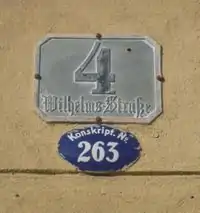 4
Wilhelms-Straße
Konskript. Nr
263